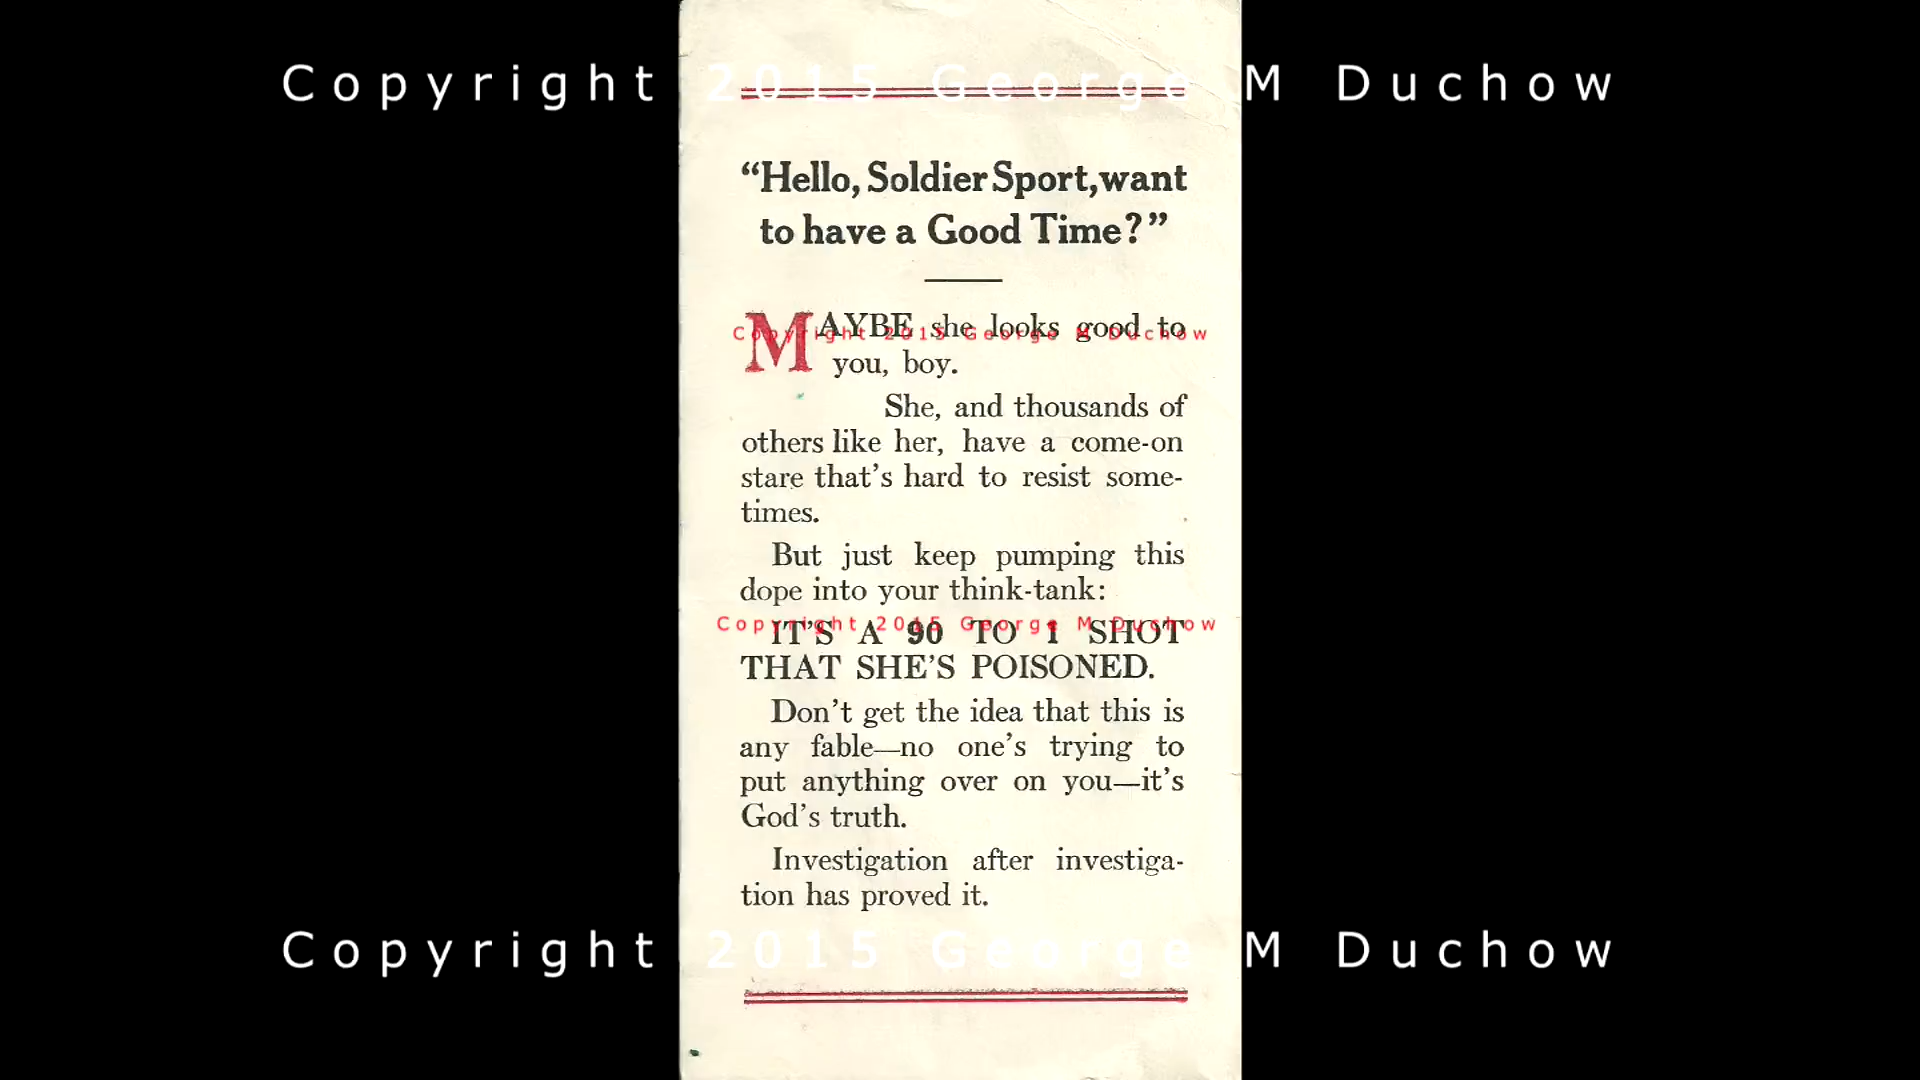 Copyright 2015 George M Duchow
“Hello, Soldier Sport, want
to have a Good Time?”
MAYBE she looks good to
Copyright 2015 George M Duchow
you, boy.
She, and thousands of
others like her, have a come-on
stare that’s hard to resist some-
times.
But just keep pumping this
dope into your think-tank:
Copyright 2015 George M Duchow
IT’S A 90 TO 1 SHOT
THAT SHE’S POISONED.
Don’t get the idea that this is
any fable—no one’s trying to
put anything over on you—it’s
God’s truth.
Investigation after investiga-
tion has proved it.
Copyright 2015 George M Duchow